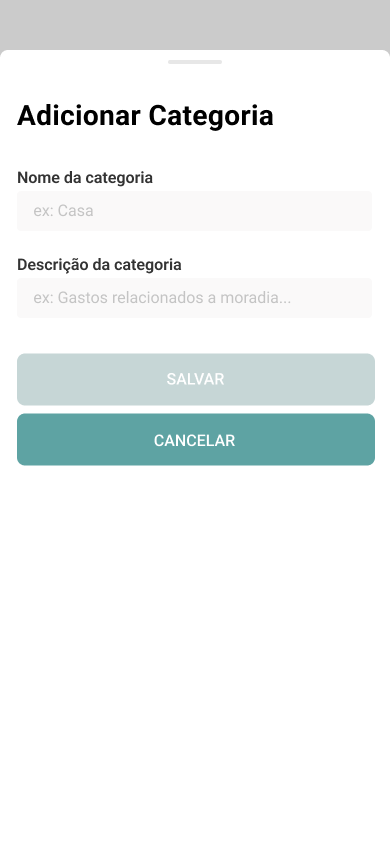 Adicionar Categoria
Nome da categoria
ex: Casa
Descrição da categoria
ex: Gastos relacionados a moradia...
SALVAR
CANCELAR